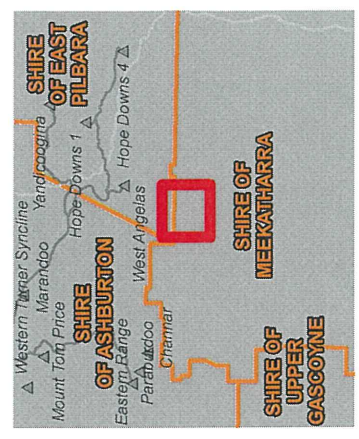 Western Turner Syncline
Marandoo
Mount Tom Price
Yandicoogina
SHIRE
OF EAST
PILBARA
Hope Downs 1
Hope Downs 4
SHIRE
OF ASHBURTON
West Angelas
Eastern Range
Paraburdoo
Channar
SHIRE OF
MEEKATHARRA
SHIRE OF
UPPER
GASCOYNE